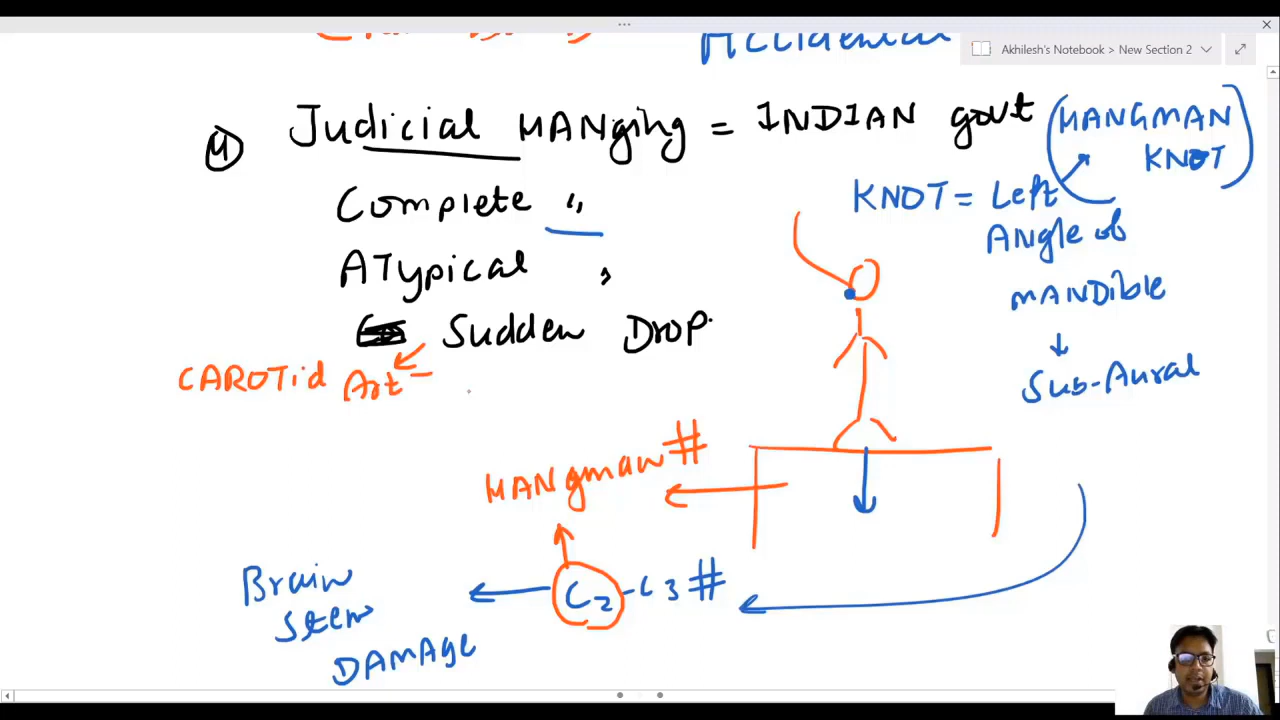 Akhilesh's Notebook > New Section 2
Accidental
4 Judicial HANging = INDIAN govt (HANGMAN KNOT)
KNOT = Left
Angle of
MANDible
↓
Sub-Aural
Complete "
ATypical "
Sudden Drop
CAROTid Art
HANgman #
C2-C3 #
Brain
Stem
DAMAge